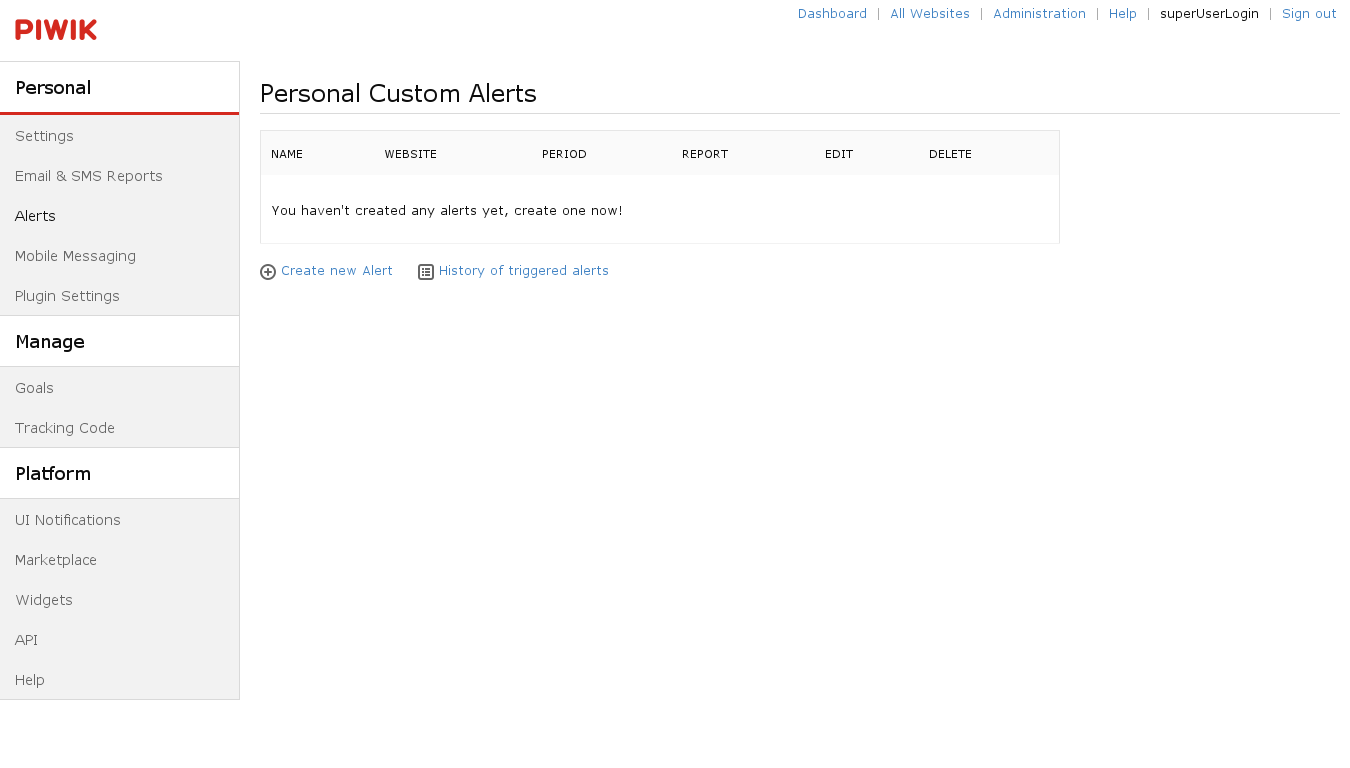 PIWIK
Dashboard | All Websites | Administration | Help | superUserLogin | Sign out
Personal
Settings
Email & SMS Reports
Alerts
Mobile Messaging
Plugin Settings
Manage
Goals
Tracking Code
Platform
UI Notifications
Marketplace
Widgets
API
Help
Personal Custom Alerts
NAME WEBSITE PERIOD REPORT EDIT DELETE
You haven't created any alerts yet, create one now!
Create new Alert History of triggered alerts